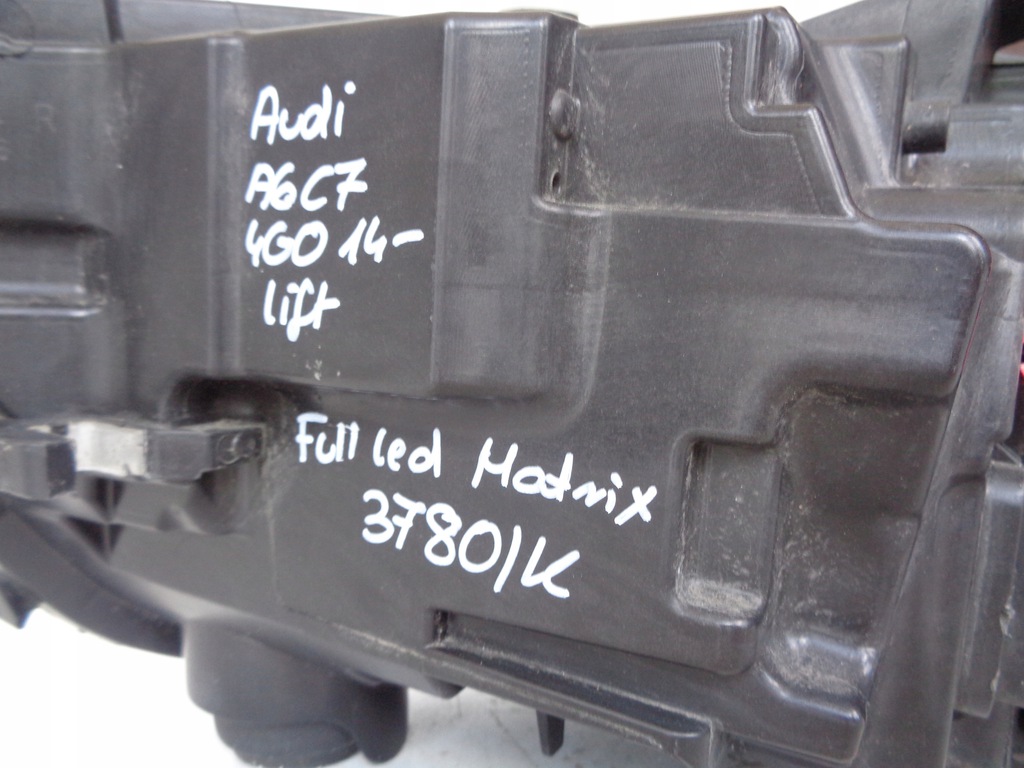 Audi
A6C7
4G0 14-
lift
Full led Matrix
3780/K